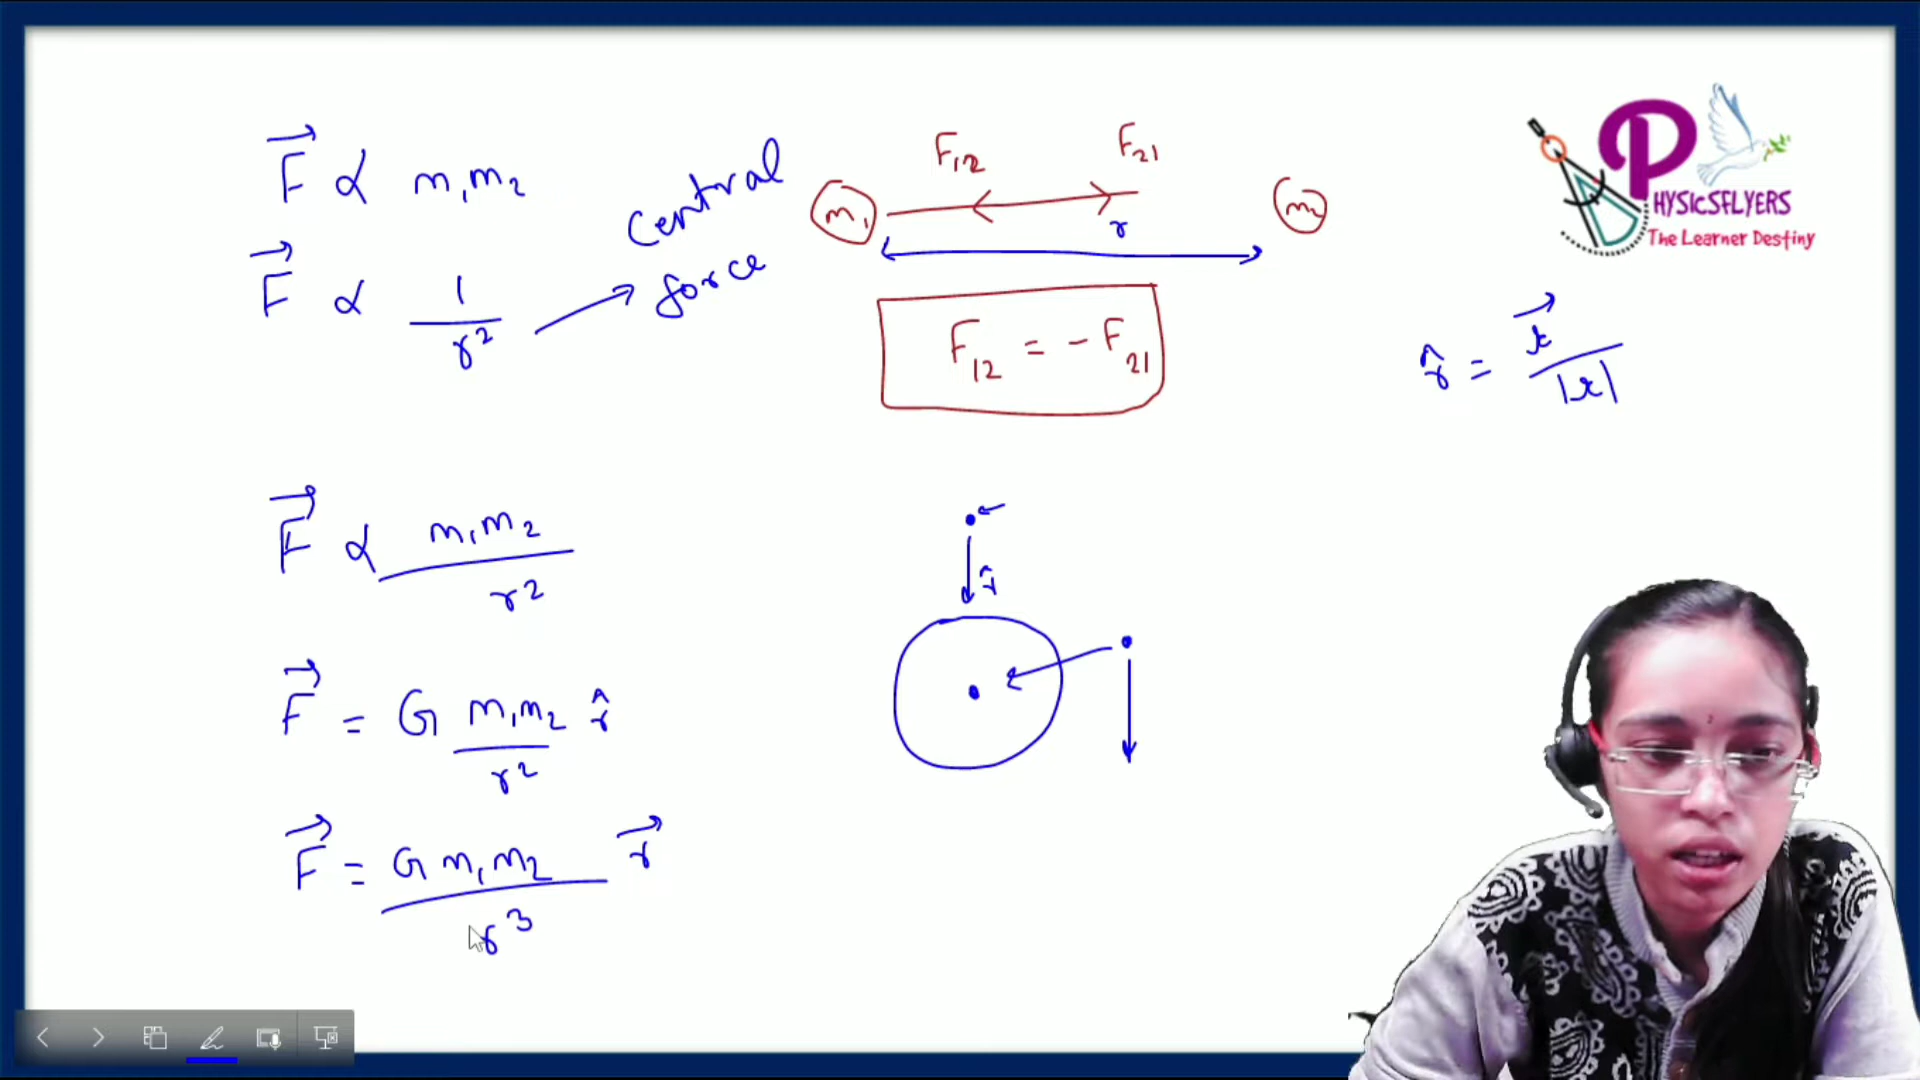 F⃗ ∝ m₁m₂
F⃗ ∝ 1/r²
Central
force
m₁
F₁₂
F₂₁
r
m₂
F₁₂ = - F₂₁
PHYSICSFLYERS
The Learner Destiny
r̂ = r⃗/|r|
F⃗ ∝ m₁m₂/r²
r̂
F⃗ = G m₁m₂/r² r̂
F⃗ = G m₁m₂/r³ r⃗